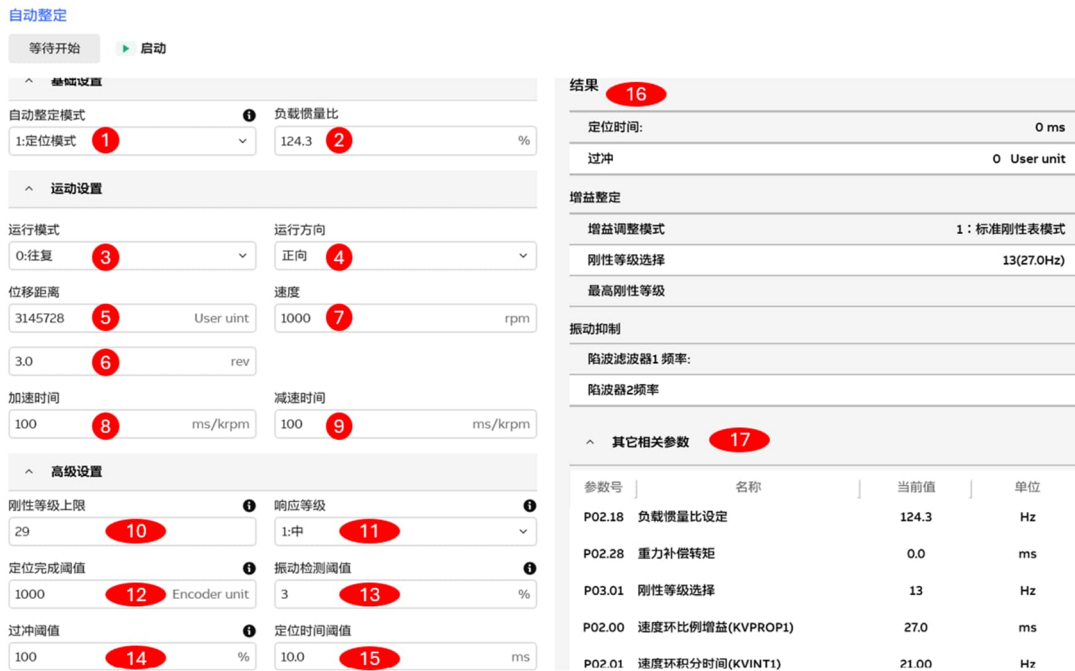 自动整定
等待开始 启动
基础设置
自动整定模式 负载惯量比
1:定位模式 1 124.3 2 %
运动设置
运行模式 运行方向
0:往复 3 正向 4
位移距离 速度
3145728 5 User uint 1000 7 rpm
3.0 6 rev
加速时间 减速时间
100 8 ms/krpm 100 9 ms/krpm
高级设置
刚性等级上限 响应等级
29 10 1:中 11
定位完成阈值 振动检测阈值
1000 12 Encoder unit 3 13 %
过冲阈值 定位时间阈值
100 14 % 10.0 15 ms
结果 16
定位时间: 0 ms
过冲 0 User unit
增益整定
增益调整模式 1：标准刚性表模式
刚性等级选择 13(27.0Hz)
最高刚性等级
振动抑制
陷波滤波器1 频率:
陷波器2频率
其它相关参数 17
参数号 名称 当前值 单位
P02.18 负载惯量比设定 124.3 Hz
P02.28 重力补偿转矩 0.0 ms
P03.01 刚性等级选择 13 Hz
P02.00 速度环比例增益(KVPROP1) 27.0 ms
P02.01 速度环积分时间(KVINT1) 21.00 Hz